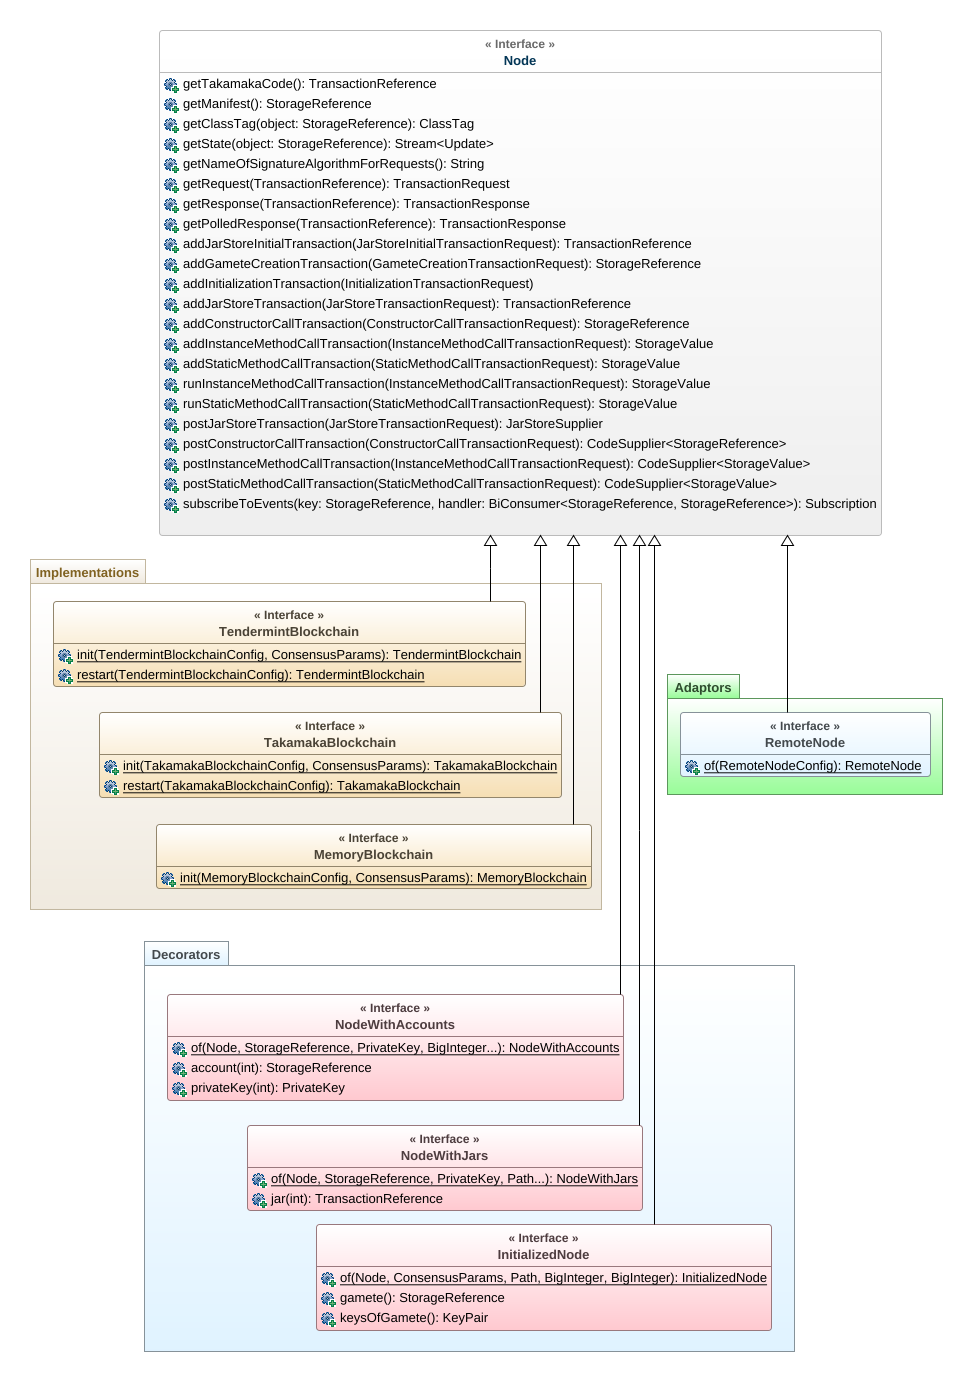 « Interface »
Node
getTakamakaCode(): TransactionReference
getManifest(): StorageReference
getClassTag(object: StorageReference): ClassTag
getState(object: StorageReference): Stream<Update>
getNameOfSignatureAlgorithmForRequests(): String
getRequest(TransactionReference): TransactionRequest
getResponse(TransactionReference): TransactionResponse
getPolledResponse(TransactionReference): TransactionResponse
addJarStoreInitialTransaction(JarStoreInitialTransactionRequest): TransactionReference
addGameteCreationTransaction(GameteCreationTransactionRequest): StorageReference
addInitializationTransaction(InitializationTransactionRequest)
addJarStoreTransaction(JarStoreTransactionRequest): TransactionReference
addConstructorCallTransaction(ConstructorCallTransactionRequest): StorageReference
addInstanceMethodCallTransaction(InstanceMethodCallTransactionRequest): StorageValue
addStaticMethodCallTransaction(StaticMethodCallTransactionRequest): StorageValue
runInstanceMethodCallTransaction(InstanceMethodCallTransactionRequest): StorageValue
runStaticMethodCallTransaction(StaticMethodCallTransactionRequest): StorageValue
postJarStoreTransaction(JarStoreTransactionRequest): JarStoreSupplier
postConstructorCallTransaction(ConstructorCallTransactionRequest): CodeSupplier<StorageReference>
postInstanceMethodCallTransaction(InstanceMethodCallTransactionRequest): CodeSupplier<StorageValue>
postStaticMethodCallTransaction(StaticMethodCallTransactionRequest): CodeSupplier<StorageValue>
subscribeToEvents(key: StorageReference, handler: BiConsumer<StorageReference, StorageReference>): Subscription
Implementations
« Interface »
TendermintBlockchain
init(TendermintBlockchainConfig, ConsensusParams): TendermintBlockchain
restart(TendermintBlockchainConfig): TendermintBlockchain
« Interface »
TakamakaBlockchain
init(TakamakaBlockchainConfig, ConsensusParams): TakamakaBlockchain
restart(TakamakaBlockchainConfig): TakamakaBlockchain
« Interface »
MemoryBlockchain
init(MemoryBlockchainConfig, ConsensusParams): MemoryBlockchain
Adaptors
« Interface »
RemoteNode
of(RemoteNodeConfig): RemoteNode
Decorators
« Interface »
NodeWithAccounts
of(Node, StorageReference, PrivateKey, BigInteger...): NodeWithAccounts
account(int): StorageReference
privateKey(int): PrivateKey
« Interface »
NodeWithJars
of(Node, StorageReference, PrivateKey, Path...): NodeWithJars
jar(int): TransactionReference
« Interface »
InitializedNode
of(Node, ConsensusParams, Path, BigInteger, BigInteger): InitializedNode
gamete(): StorageReference
keysOfGamete(): KeyPair